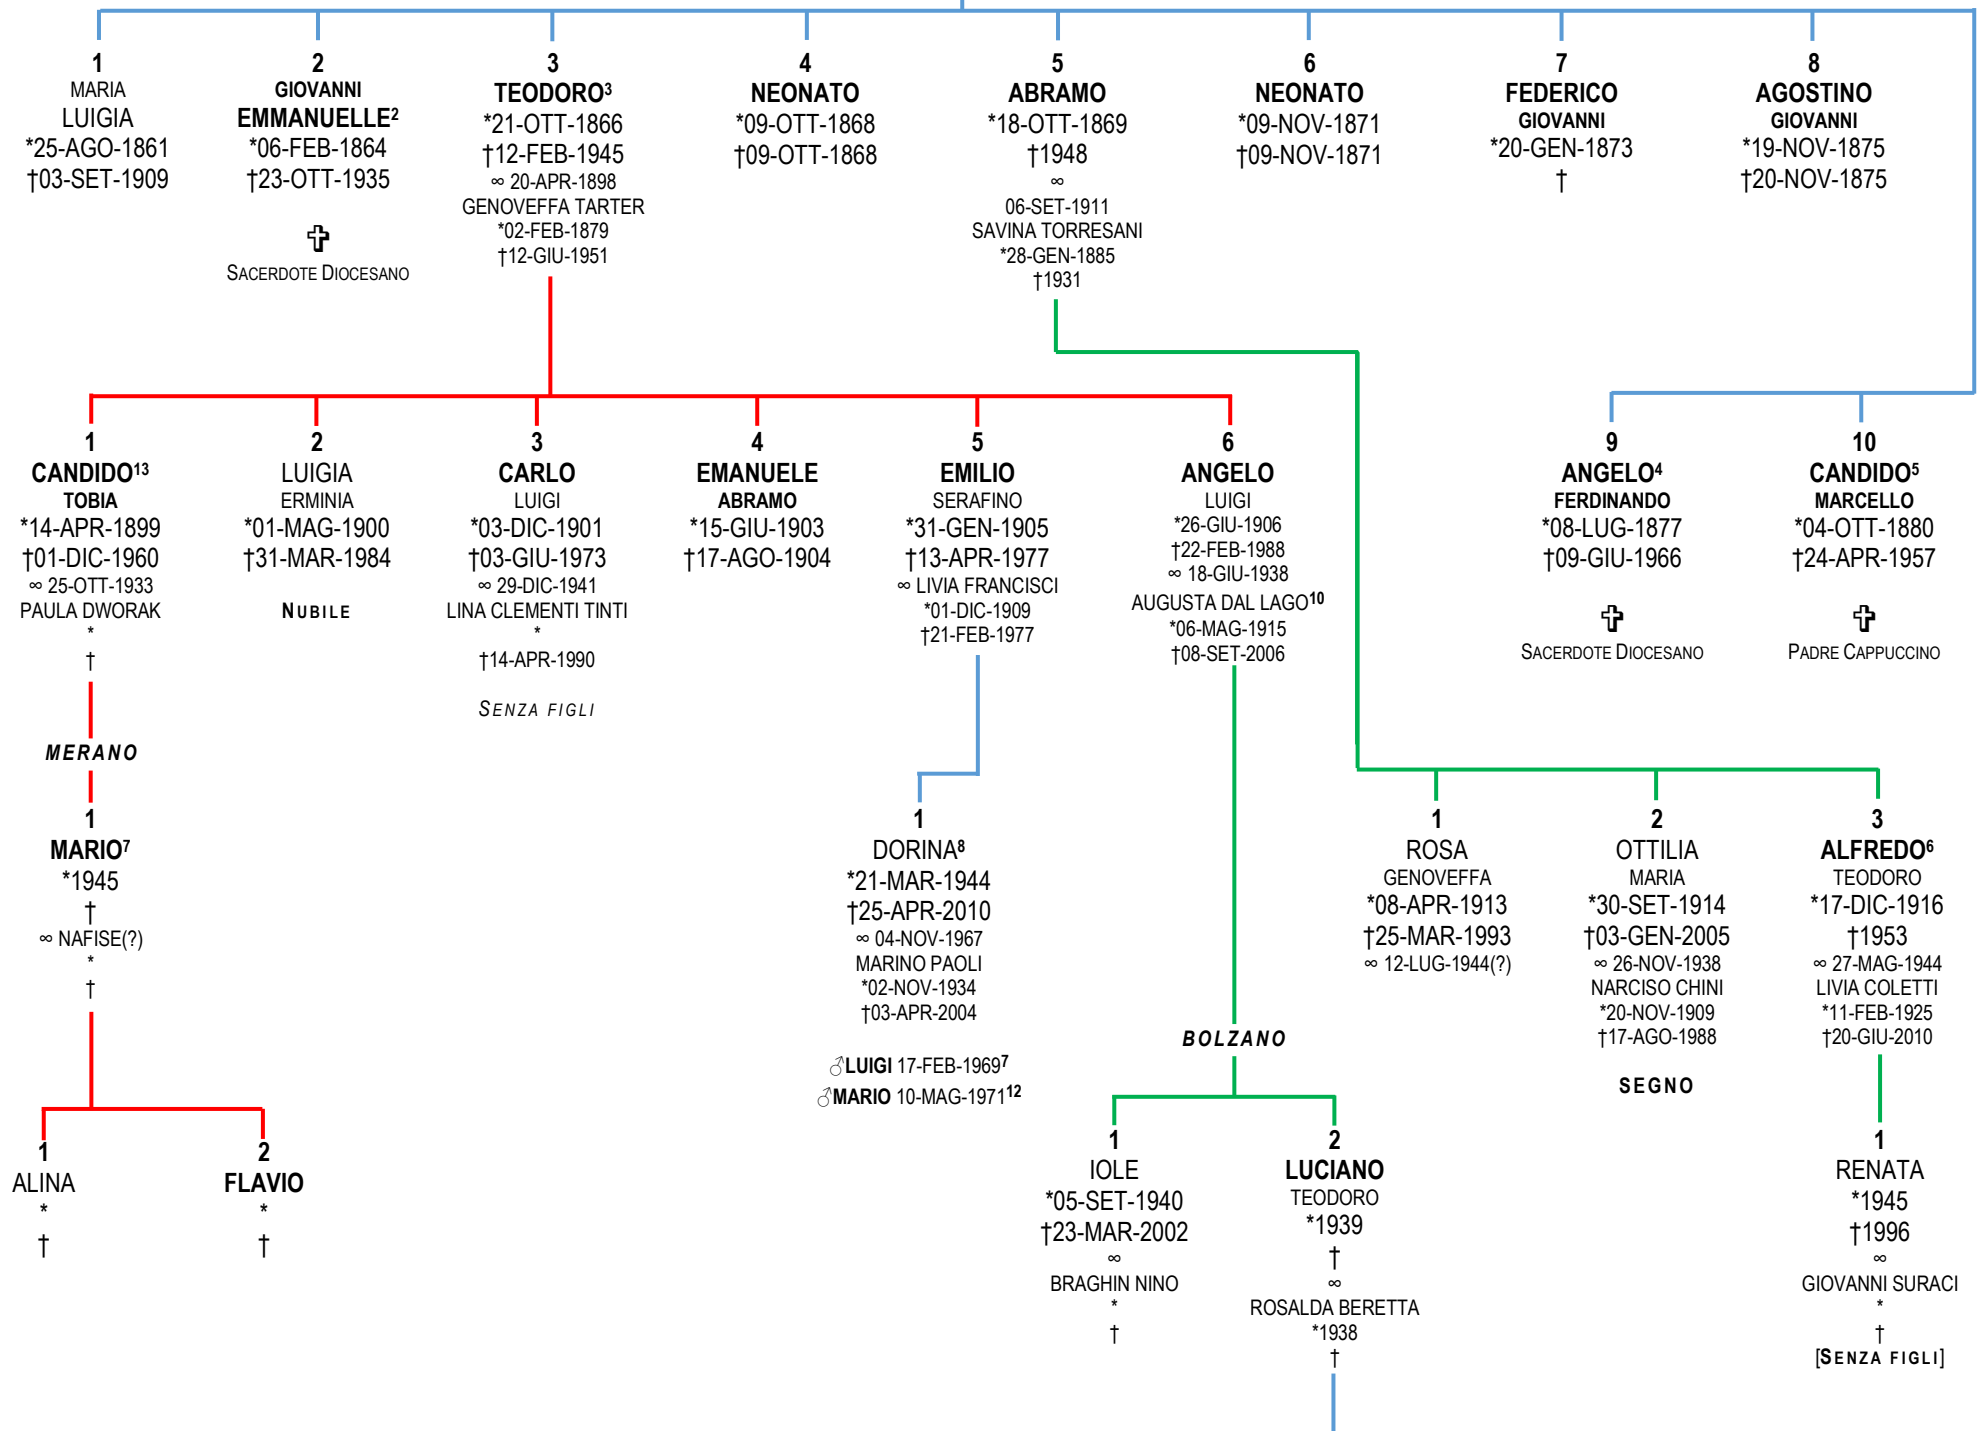 1
MARIA
LUIGIA
*25-AGO-1861
†03-SET-1909
2
GIOVANNI
EMMANUELLE²
*06-FEB-1864
†23-OTT-1935
✞
SACERDOTE DIOCESANO
3
TEODORO³
*21-OTT-1866
†12-FEB-1945
∞ 20-APR-1898
GENOVEFFA TARTER
*02-FEB-1879
†12-GIU-1951
4
NEONATO
*09-OTT-1868
†09-OTT-1868
5
ABRAMO
*18-OTT-1869
†1948
∞
06-SET-1911
SAVINA TORRESANI
*28-GEN-1885
†1931
6
NEONATO
*09-NOV-1871
†09-NOV-1871
7
FEDERICO
GIOVANNI
*20-GEN-1873
†
8
AGOSTINO
GIOVANNI
*19-NOV-1875
†20-NOV-1875
1
CANDIDO¹³
TOBIA
*14-APR-1899
†01-DIC-1960
∞ 25-OTT-1933
PAULA DWORAK
*
†
MERANO
2
LUIGIA
ERMINIA
*01-MAG-1900
†31-MAR-1984
NUBILE
3
CARLO
LUIGI
*03-DIC-1901
†03-GIU-1973
∞ 29-DIC-1941
LINA CLEMENTI TINTI
*
†14-APR-1990
SENZA FIGLI
4
EMANUELE
ABRAMO
*15-GIU-1903
†17-AGO-1904
5
EMILIO
SERAFINO
*31-GEN-1905
†13-APR-1977
∞ LIVIA FRANCISCI
*01-DIC-1909
†21-FEB-1977
6
ANGELO
LUIGI
*26-GIU-1906
†22-FEB-1988
∞ 18-GIU-1938
AUGUSTA DAL LAGO¹⁰
*06-MAG-1915
†08-SET-2006
BOLZANO
9
ANGELO⁴
FERDINANDO
*08-LUG-1877
†09-GIU-1966
✞
SACERDOTE DIOCESANO
10
CANDIDO⁵
MARCELLO
*04-OTT-1880
†24-APR-1957
✞
PADRE CAPPUCCINO
1
MARIO⁷
*1945
†
∞ NAFISE(?)
*
†
1
DORINA⁸
*21-MAR-1944
†25-APR-2010
∞ 04-NOV-1967
MARINO PAOLI
*02-NOV-1934
†03-APR-2004
♂LUIGI 17-FEB-1969⁷
♂MARIO 10-MAG-1971¹²
1
ROSA
GENOVEFFA
*08-APR-1913
†25-MAR-1993
∞ 12-LUG-1944(?)
2
OTTILIA
MARIA
*30-SET-1914
†03-GEN-2005
∞ 26-NOV-1938
NARCISO CHINI
*20-NOV-1909
†17-AGO-1988
SEGNO
3
ALFREDO⁶
TEODORO
*17-DIC-1916
†1953
∞ 27-MAG-1944
LIVIA COLETTI
*11-FEB-1925
†20-GIU-2010
1
ALINA
*
†
2
FLAVIO
*
†
1
IOLE
*05-SET-1940
†23-MAR-2002
∞
BRAGHIN NINO
*
†
2
LUCIANO
TEODORO
*1939
†
∞
ROSALDA BERETTA
*1938
†
1
RENATA
*1945
†1996
∞
GIOVANNI SURACI
*
†
[SENZA FIGLI]